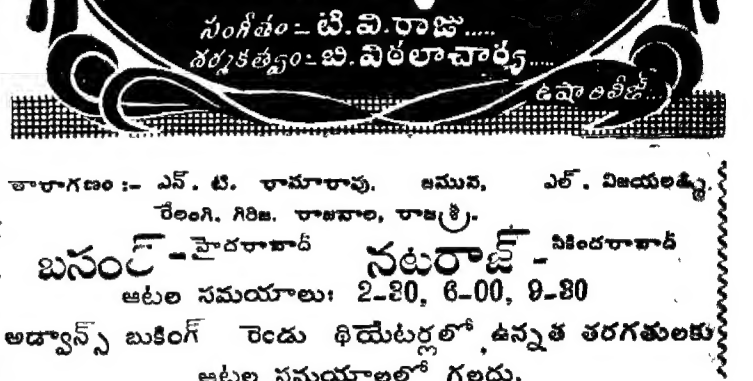 సంగీతం:- టి.వి.రాజు.....
దర్శకత్వం:- బి.విఠలాచార్య....
ఉషా రిలీజ్...
తారాగణం :- ఎన్. టి. రామారావు. జమున, ఎల్. విజయలక్ష్మి.
రేలంగి. గిరిజ. రాజనాల, రాజశ్రీ.
బసంత్ - హైదరాబాద్ నటరాజ్ - సికింద్రాబాద్
ఆటల సమయాలు: 2-30, 6-00, 9-30
అడ్వాన్స్ బుకింగ్ రెండు థియేటర్లలో ఉన్నత తరగతులకు
ఆటల సమయాలలో గలదు.